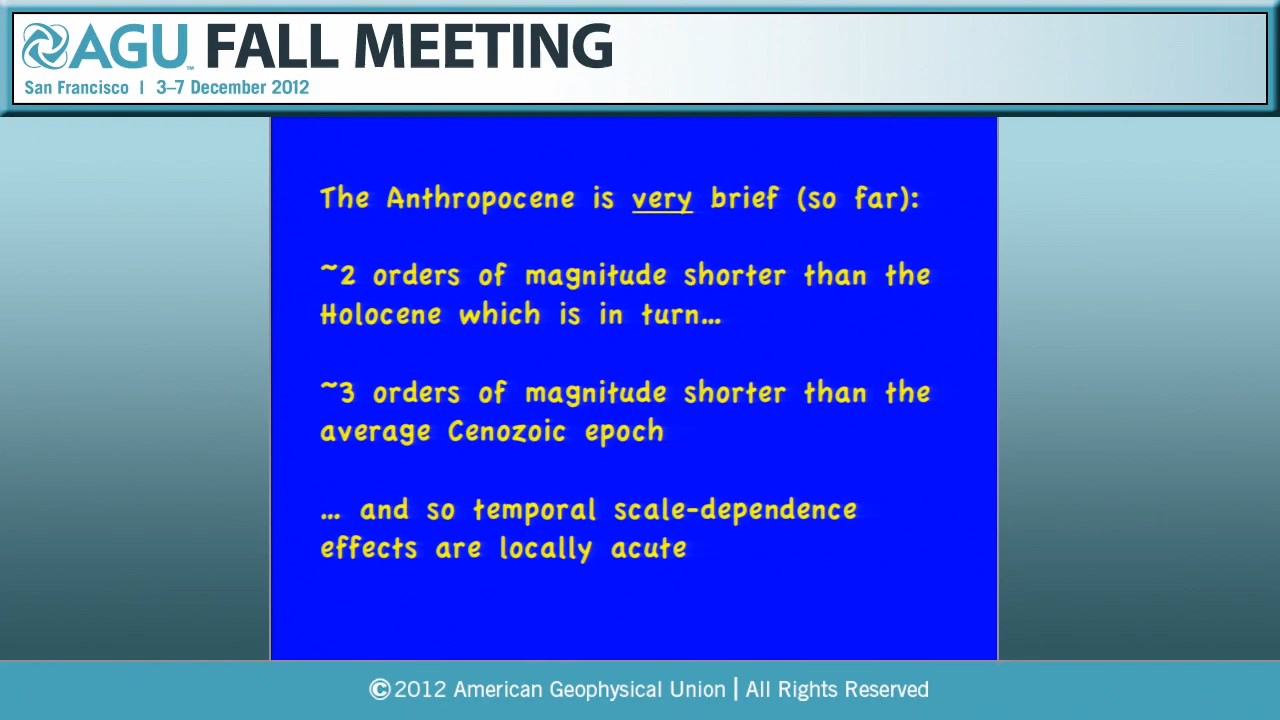 AGU™ FALL MEETING
San Francisco | 3–7 December 2012
The Anthropocene is very brief (so far):
~2 orders of magnitude shorter than the
Holocene which is in turn…
~3 orders of magnitude shorter than the
average Cenozoic epoch
… and so temporal scale-dependence
effects are locally acute
©2012 American Geophysical Union | All Rights Reserved